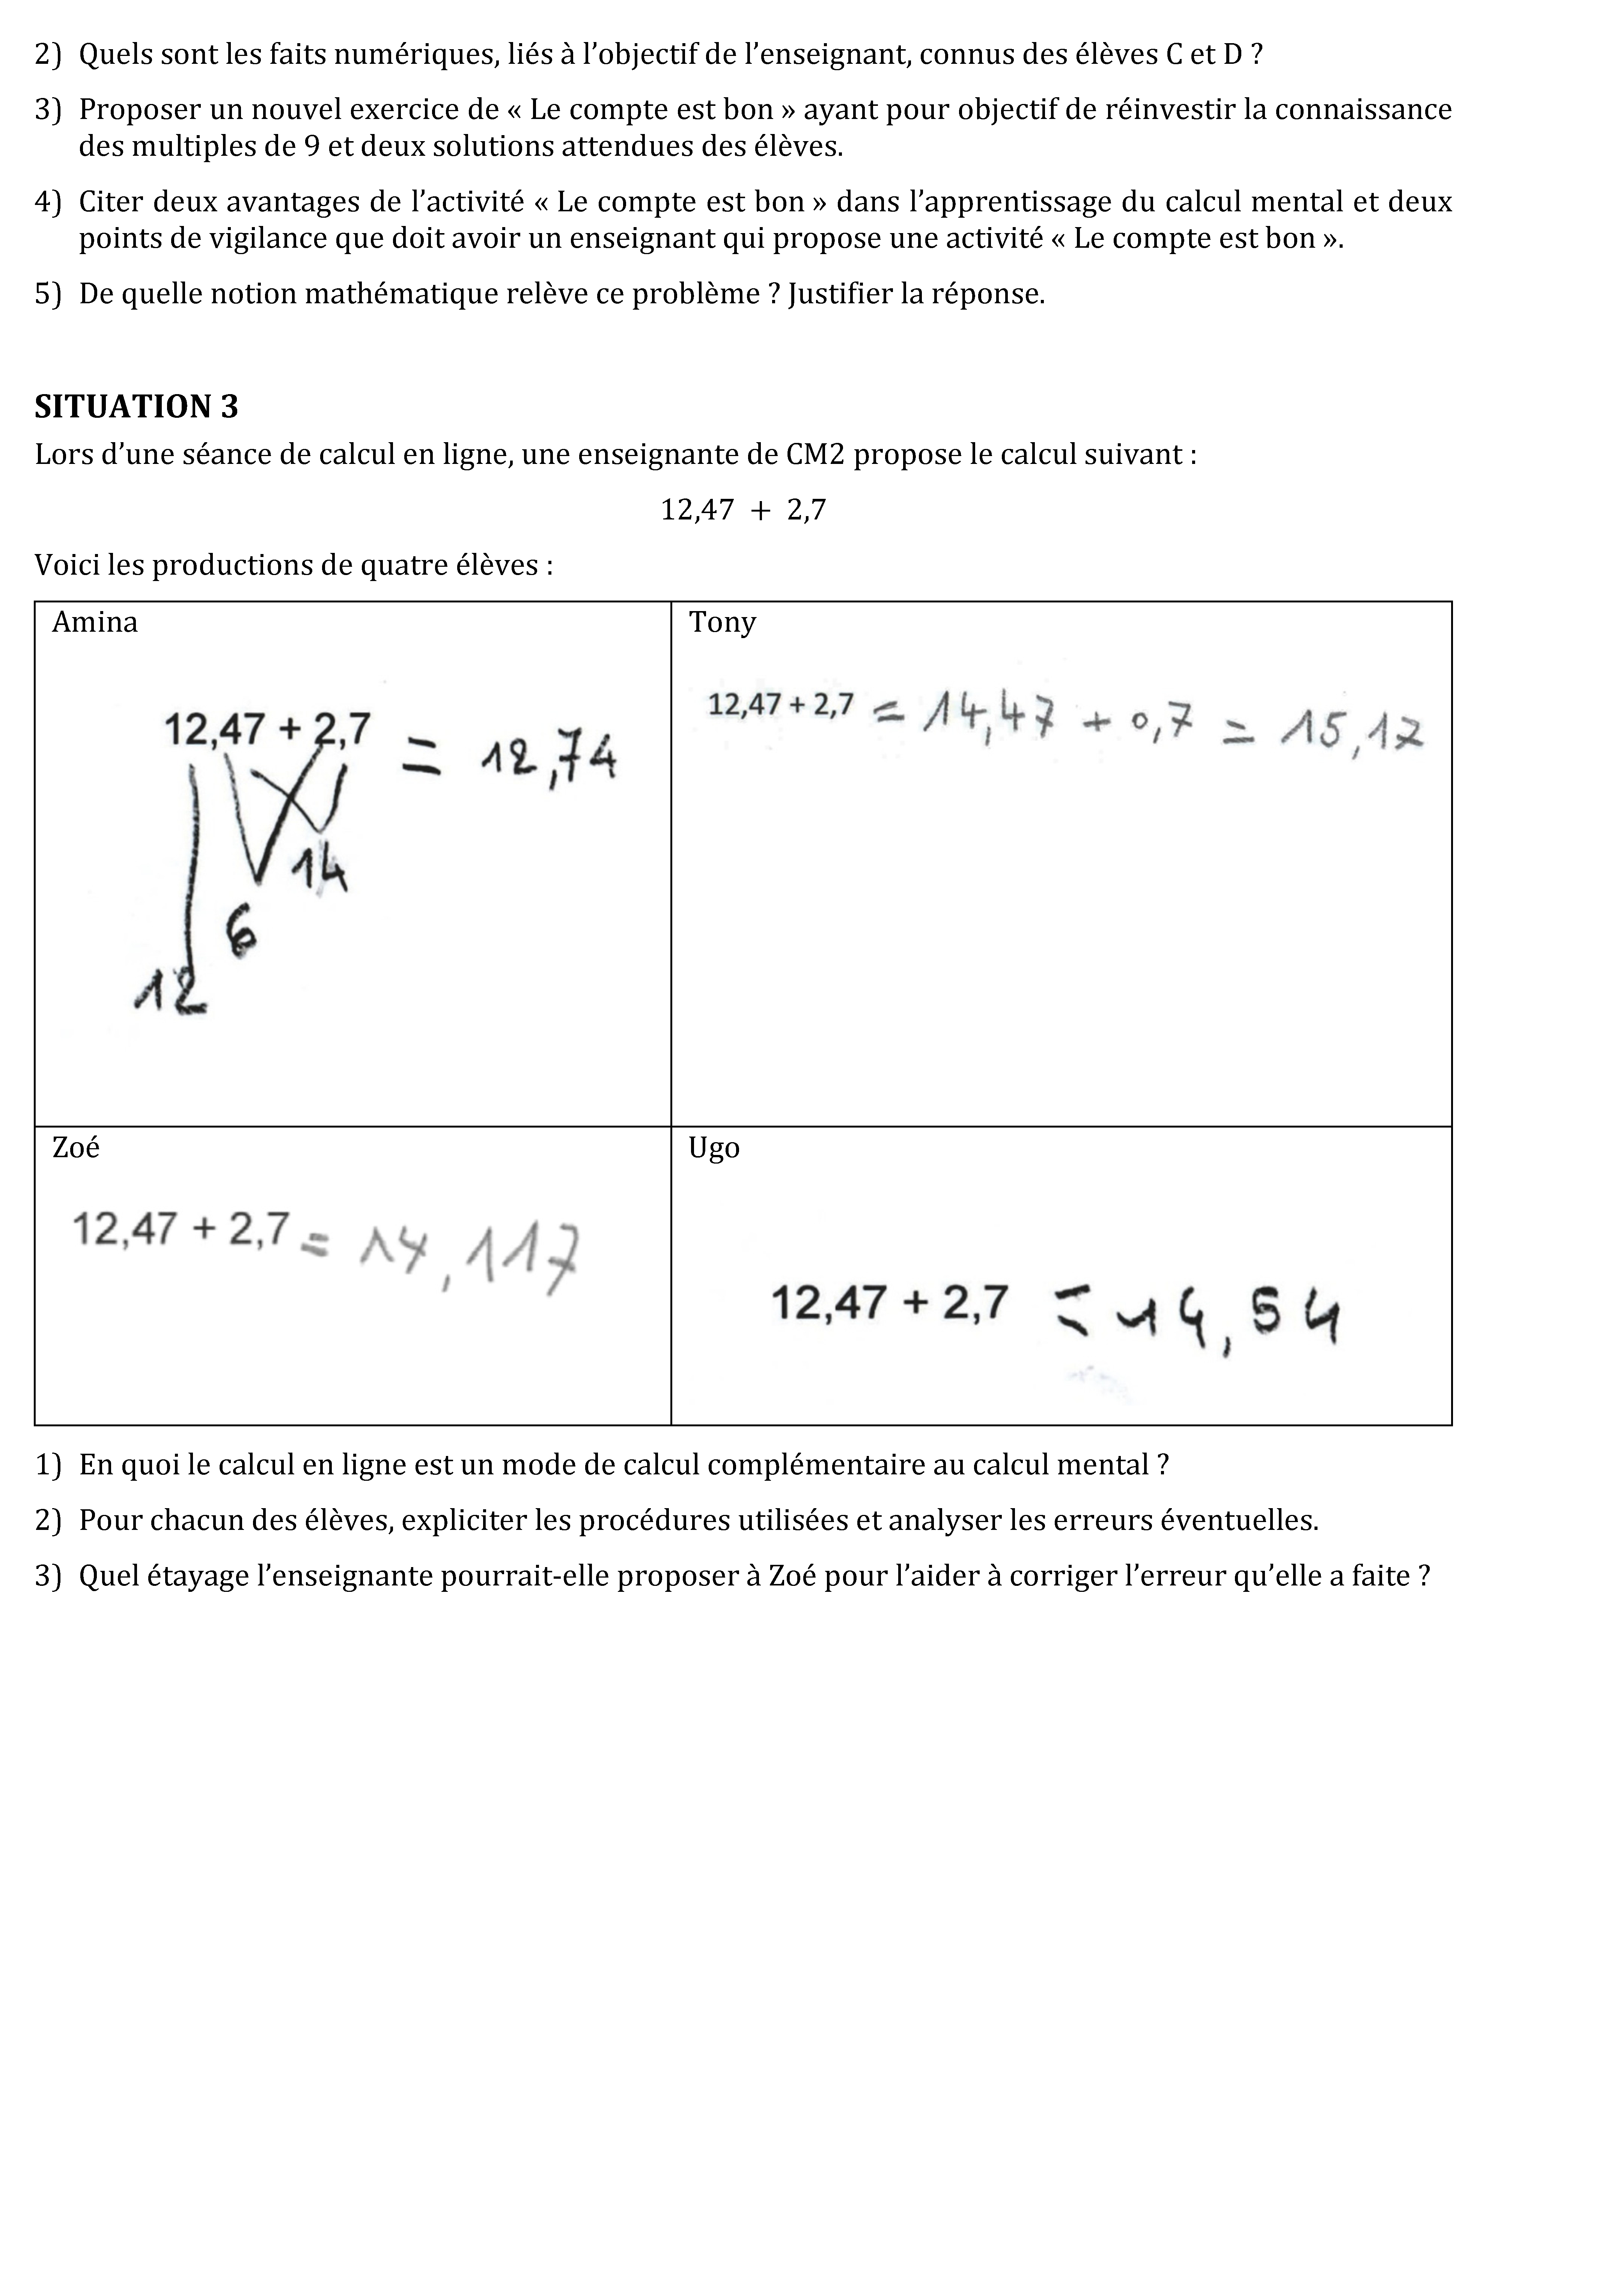 2) Quels sont les faits numériques, liés à l’objectif de l’enseignant, connus des élèves C et D ?
3) Proposer un nouvel exercice de « Le compte est bon » ayant pour objectif de réinvestir la connaissance
des multiples de 9 et deux solutions attendues des élèves.
4) Citer deux avantages de l’activité « Le compte est bon » dans l’apprentissage du calcul mental et deux
points de vigilance que doit avoir un enseignant qui propose une activité « Le compte est bon ».
5) De quelle notion mathématique relève ce problème ? Justifier la réponse.
SITUATION 3
Lors d’une séance de calcul en ligne, une enseignante de CM2 propose le calcul suivant :
12,47 + 2,7
Voici les productions de quatre élèves :
Amina
12,47 + 2,7 = 12,74
14
6
12
Tony
12,47 + 2,7 = 14,47 + 0,7 = 15,17
Zoé
12,47 + 2,7 = 14,117
Ugo
12,47 + 2,7 = 14,54
1) En quoi le calcul en ligne est un mode de calcul complémentaire au calcul mental ?
2) Pour chacun des élèves, expliciter les procédures utilisées et analyser les erreurs éventuelles.
3) Quel étayage l’enseignante pourrait-elle proposer à Zoé pour l’aider à corriger l’erreur qu’elle a faite ?